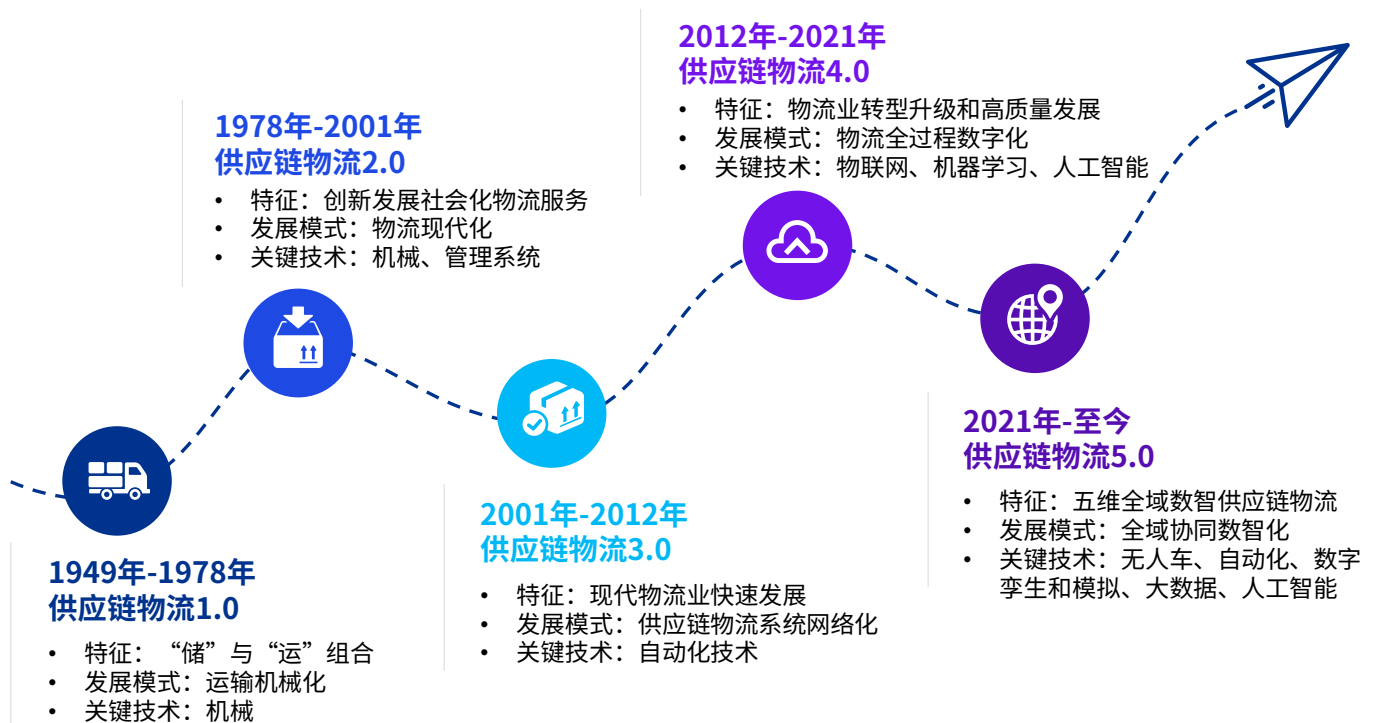 1949年-1978年
供应链物流1.0
• 特征：“储”与“运”组合
• 发展模式：运输机械化
• 关键技术：机械
1978年-2001年
供应链物流2.0
• 特征：创新发展社会化物流服务
• 发展模式：物流现代化
• 关键技术：机械、管理系统
2001年-2012年
供应链物流3.0
• 特征：现代物流业快速发展
• 发展模式：供应链物流系统网络化
• 关键技术：自动化技术
2012年-2021年
供应链物流4.0
• 特征：物流业转型升级和高质量发展
• 发展模式：物流全过程数字化
• 关键技术：物联网、机器学习、人工智能
2021年-至今
供应链物流5.0
• 特征：五维全域数智供应链物流
• 发展模式：全域协同数智化
• 关键技术：无人车、自动化、数字
孪生和模拟、大数据、人工智能